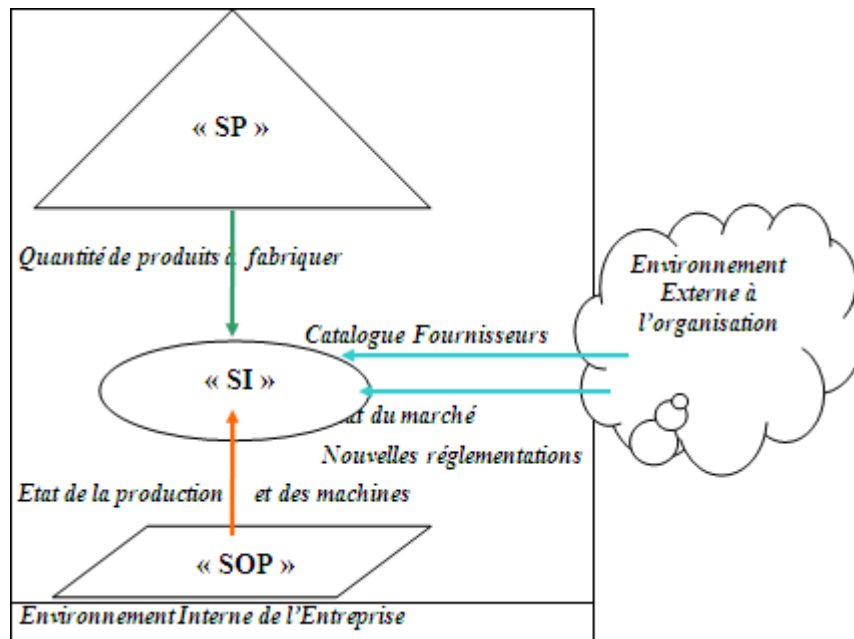 « SP »
Quantité de produits à fabriquer
Environnement
Externe à
l'organisation
Catalogue Fournisseurs
« SI »
du marché
Nouvelles réglementations
Etat de la production et des machines
« SOP »
Environnement Interne de l'Entreprise